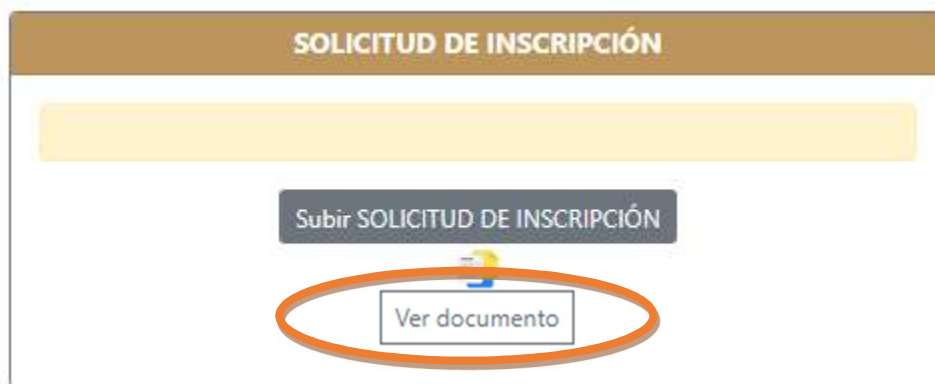 SOLICITUD DE INSCRIPCIÓN
Subir SOLICITUD DE INSCRIPCIÓN
Ver documento